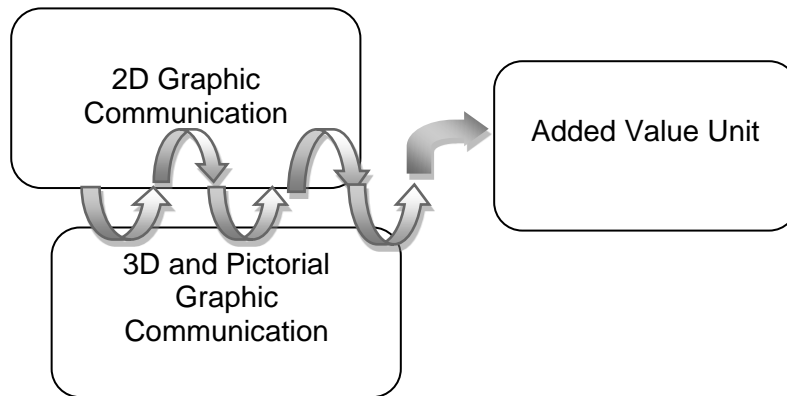 2D Graphic
Communication
Added Value Unit
3D and Pictorial
Graphic
Communication